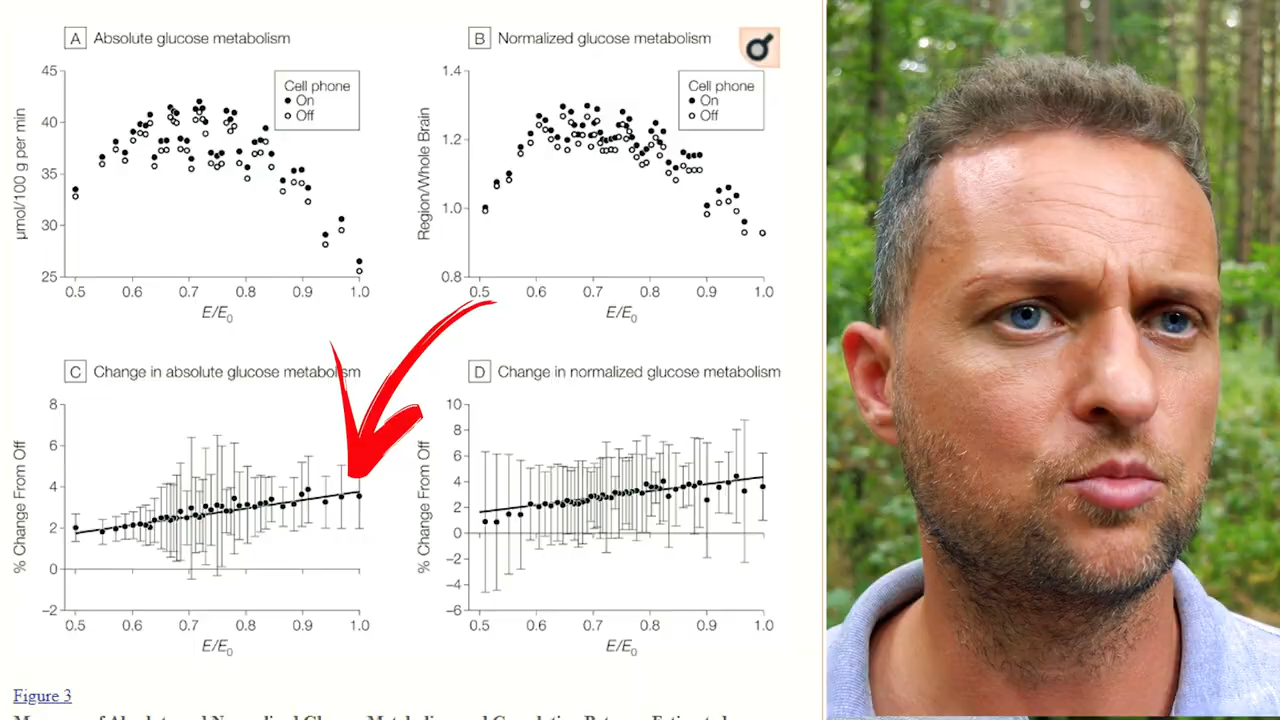 A Absolute glucose metabolism
45
40
35
30
25
µmol/100 g per min
Cell phone
On
Off
0.5 0.6 0.7 0.8 0.9 1.0
E/E0
B Normalized glucose metabolism
1.4
1.2
1.0
0.8
Region/Whole Brain
Cell phone
On
Off
0.5 0.6 0.7 0.8 0.9 1.0
E/E0
C Change in absolute glucose metabolism
8
6
4
2
0
−2
% Change From Off
0.5 0.6 0.7 0.8 0.9 1.0
E/E0
D Change in normalized glucose metabolism
10
8
6
4
2
0
−2
−4
−6
% Change From Off
0.5 0.6 0.7 0.8 0.9 1.0
E/E0
Figure 3